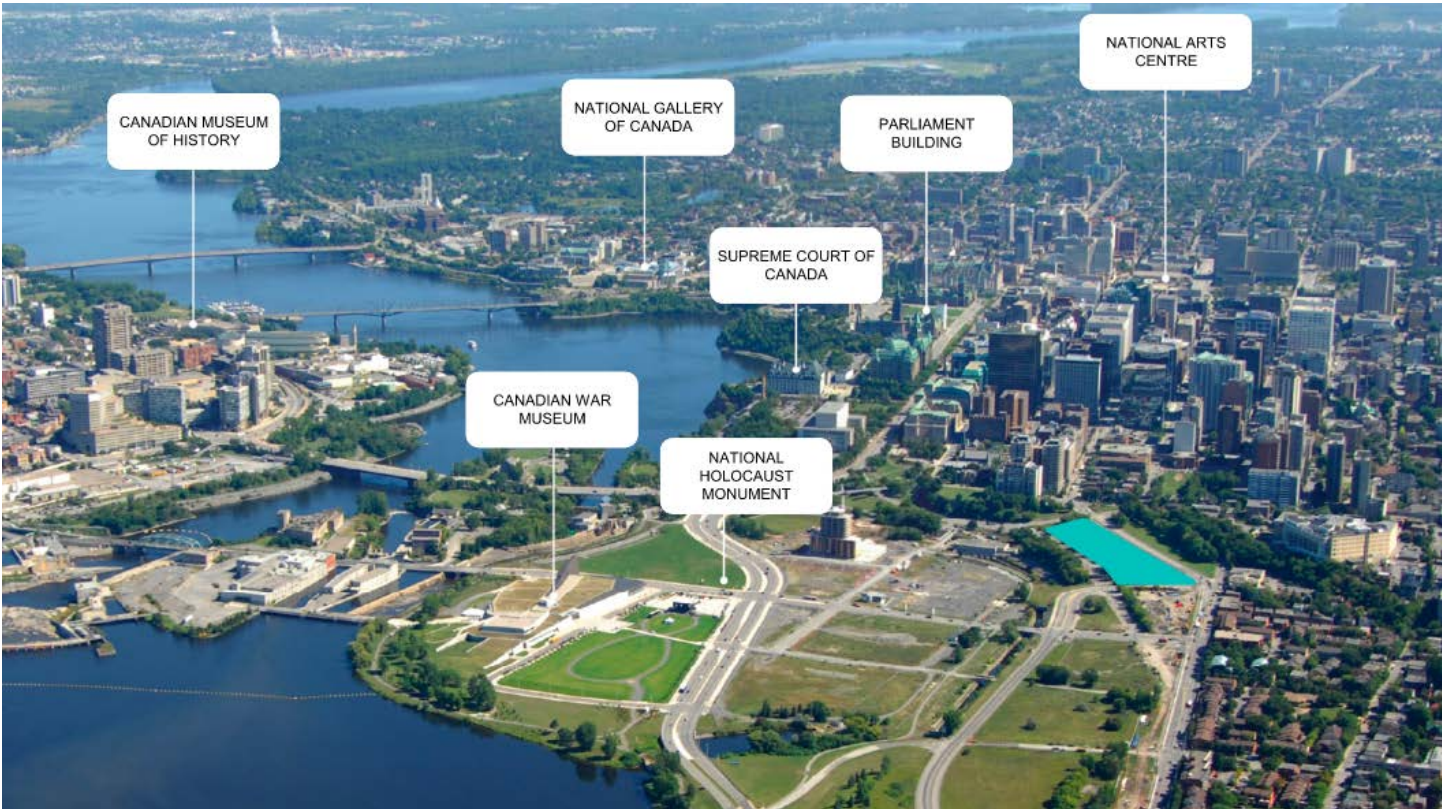 NATIONAL ARTS
CENTRE
CANADIAN MUSEUM
OF HISTORY
NATIONAL GALLERY
OF CANADA
PARLIAMENT
BUILDING
SUPREME COURT OF
CANADA
CANADIAN WAR
MUSEUM
NATIONAL
HOLOCAUST
MONUMENT